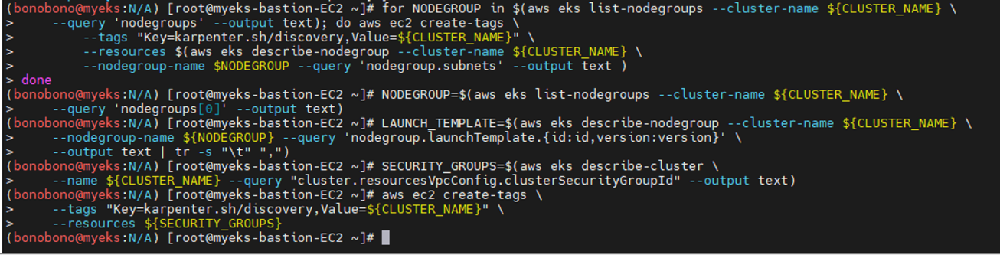 (bonobono@myeks:N/A) [root@myeks-bastion-EC2 ~]# for NODEGROUP in $(aws eks list-nodegroups --cluster-name ${CLUSTER_NAME} \
>     --query 'nodegroups' --output text); do aws ec2 create-tags \
>         --tags "Key=karpenter.sh/discovery,Value=${CLUSTER_NAME}" \
>         --resources $(aws eks describe-nodegroup --cluster-name ${CLUSTER_NAME} \
>         --nodegroup-name $NODEGROUP --query 'nodegroup.subnets' --output text )
> done
(bonobono@myeks:N/A) [root@myeks-bastion-EC2 ~]# NODEGROUP=$(aws eks list-nodegroups --cluster-name ${CLUSTER_NAME} \
>     --query 'nodegroups[0]' --output text)
(bonobono@myeks:N/A) [root@myeks-bastion-EC2 ~]# LAUNCH_TEMPLATE=$(aws eks describe-nodegroup --cluster-name ${CLUSTER_NAME} \
>     --nodegroup-name ${NODEGROUP} --query 'nodegroup.launchTemplate.{id:id,version:version}' \
>     --output text | tr -s "\t" ",")
(bonobono@myeks:N/A) [root@myeks-bastion-EC2 ~]# SECURITY_GROUPS=$(aws eks describe-cluster \
>     --name ${CLUSTER_NAME} --query "cluster.resourcesVpcConfig.clusterSecurityGroupId" --output text)
(bonobono@myeks:N/A) [root@myeks-bastion-EC2 ~]# aws ec2 create-tags \
>     --tags "Key=karpenter.sh/discovery,Value=${CLUSTER_NAME}" \
>     --resources ${SECURITY_GROUPS}
(bonobono@myeks:N/A) [root@myeks-bastion-EC2 ~]#